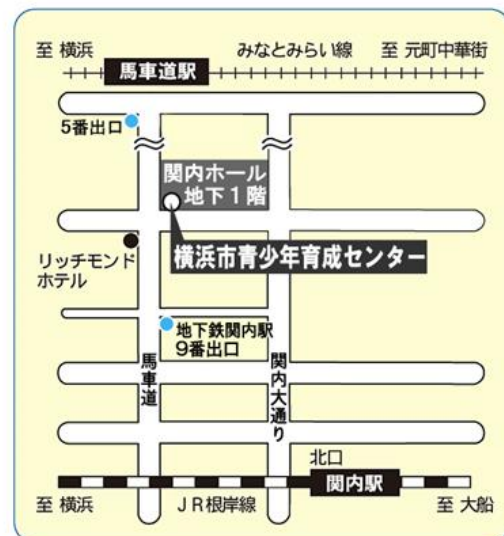 至 横浜
みなとみらい線
至 元町中華街
馬車道駅
5番出口
関内ホール
地下1階
横浜市青少年育成センター
リッチモンド
ホテル
地下鉄関内駅
9番出口
馬車道
関内大通り
北口
関内駅
至 横浜
JR根岸線
至 大船